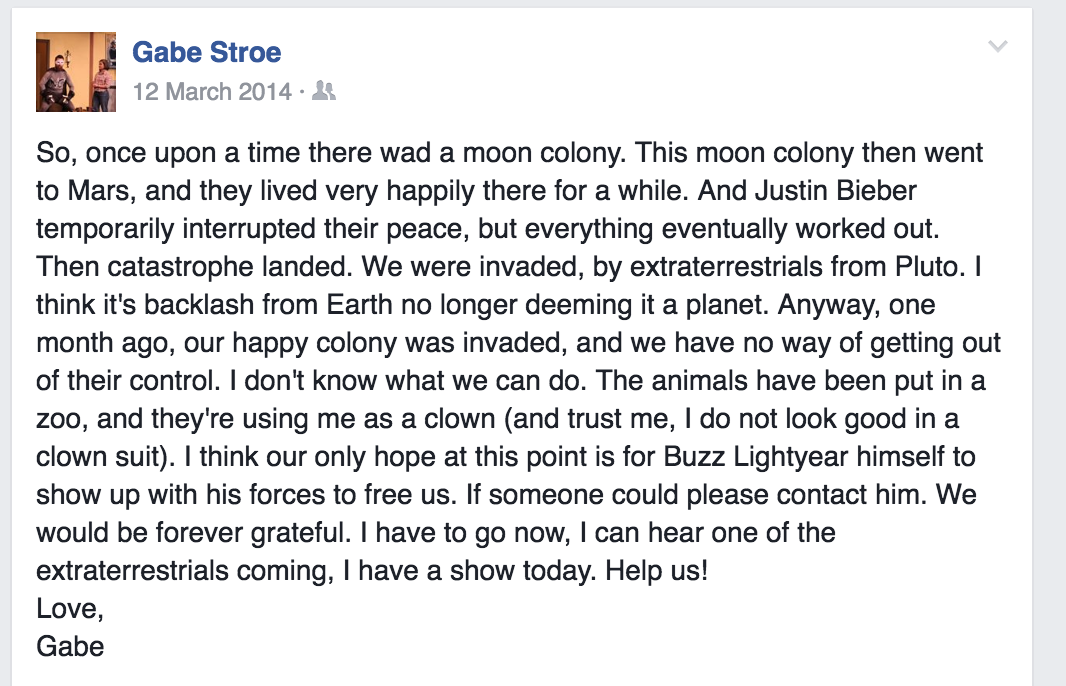 Gabe Stroe
12 March 2014 ·
So, once upon a time there wad a moon colony. This moon colony then went
to Mars, and they lived very happily there for a while. And Justin Bieber
temporarily interrupted their peace, but everything eventually worked out.
Then catastrophe landed. We were invaded, by extraterrestrials from Pluto. I
think it's backlash from Earth no longer deeming it a planet. Anyway, one
month ago, our happy colony was invaded, and we have no way of getting out
of their control. I don't know what we can do. The animals have been put in a
zoo, and they're using me as a clown (and trust me, I do not look good in a
clown suit). I think our only hope at this point is for Buzz Lightyear himself to
show up with his forces to free us. If someone could please contact him. We
would be forever grateful. I have to go now, I can hear one of the
extraterrestrials coming, I have a show today. Help us!
Love,
Gabe